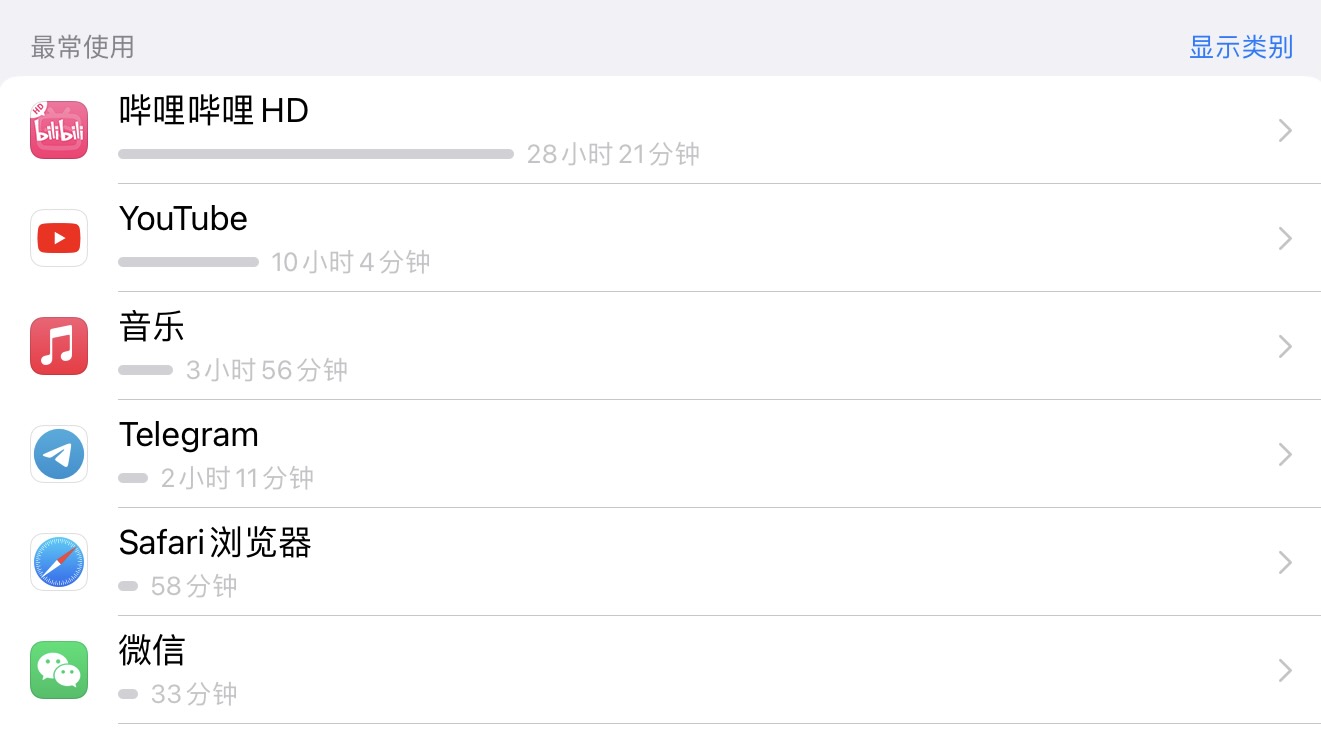 最常使用 显示类别
HD
bilibili
哔哩哔哩HD
28小时21分钟
YouTube
10小时4分钟
音乐
3小时56分钟
Telegram
2小时11分钟
Safari浏览器
58分钟
微信
33分钟